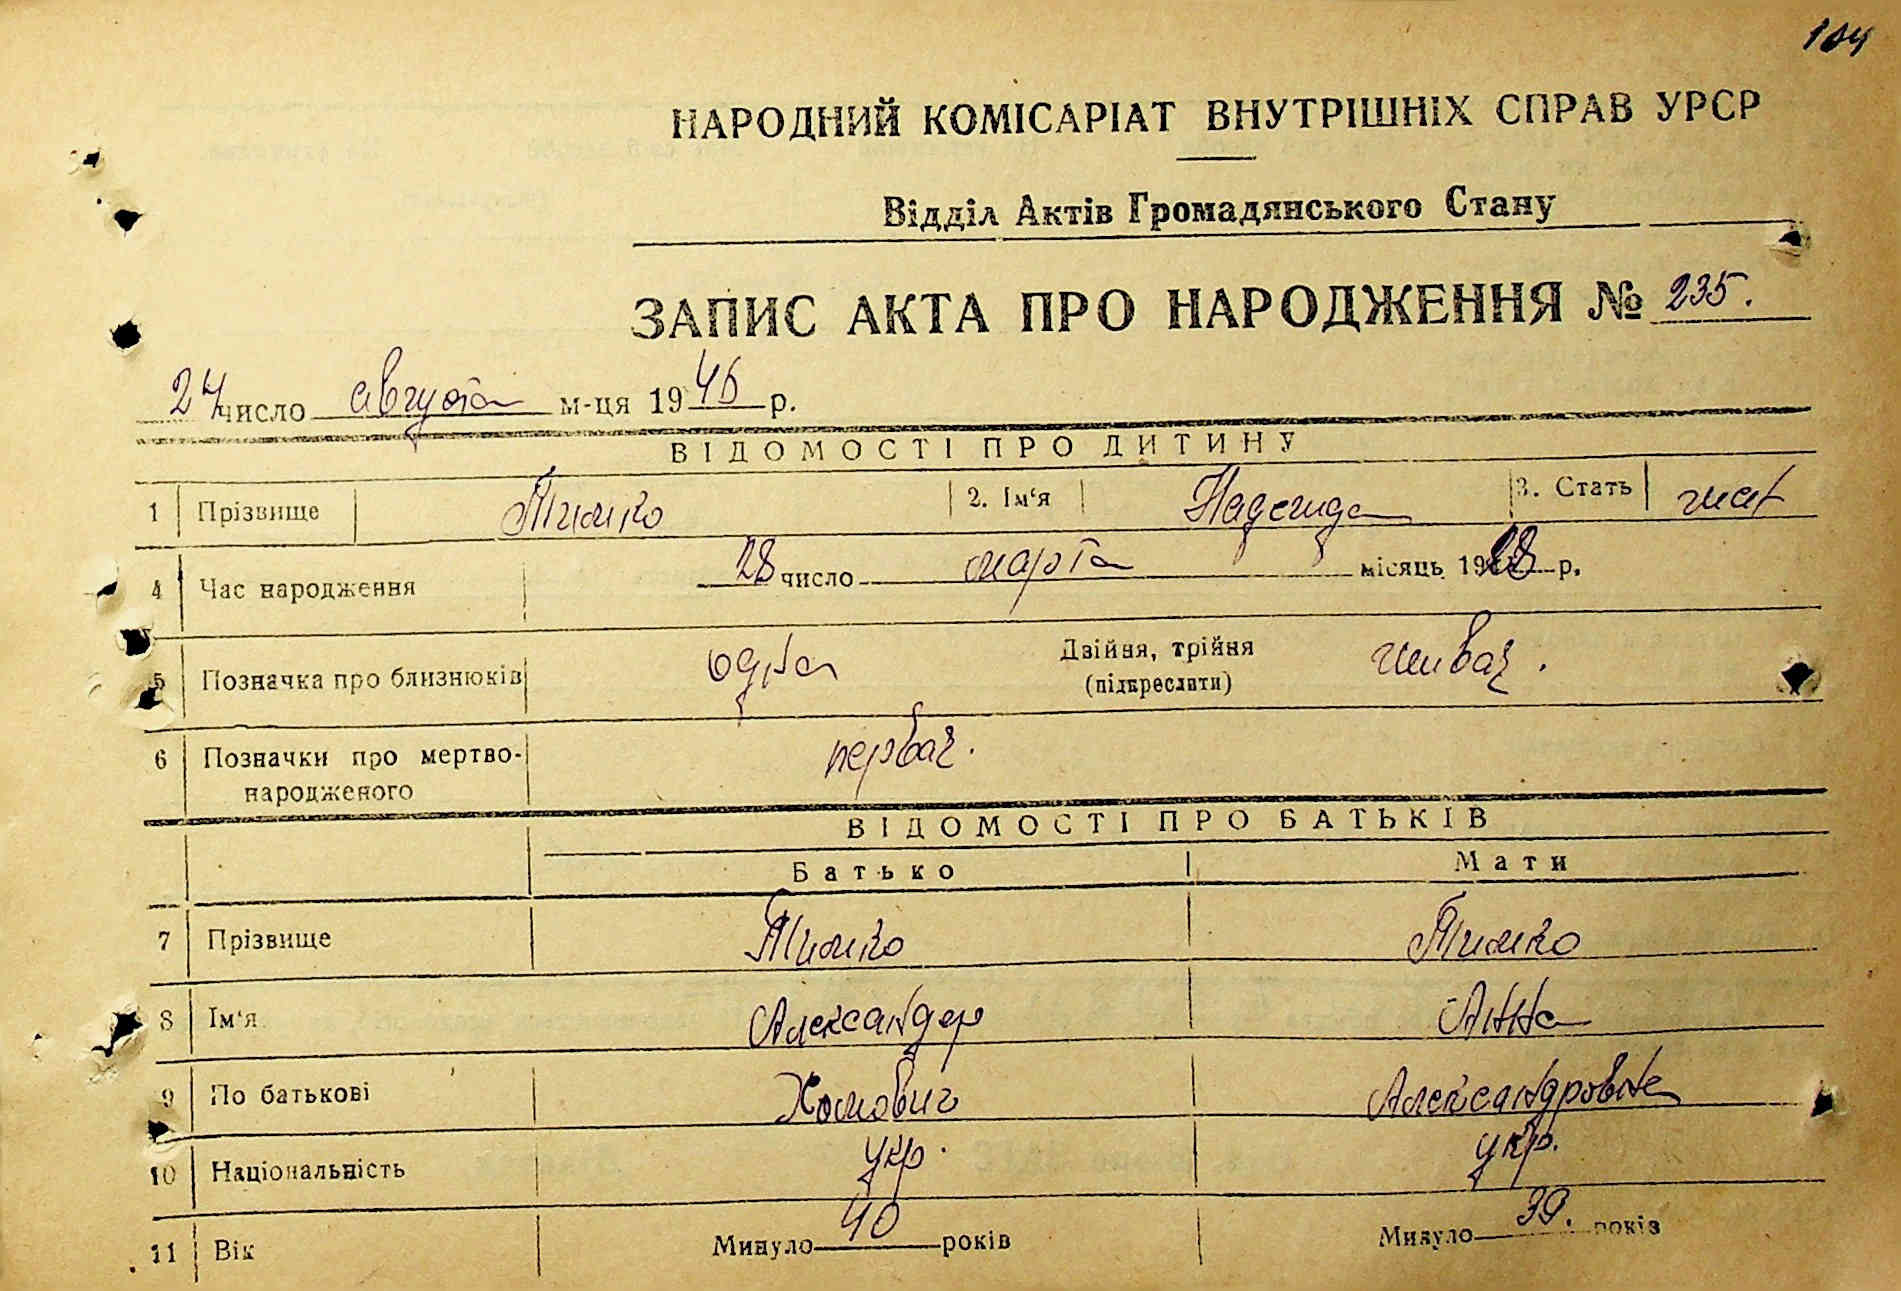 104
НАРОДНИЙ КОМІСАРІАТ ВНУТРІШНІХ СПРАВ УРСР
Відділ Актів Громадянського Стану
ЗАПИС АКТА ПРО НАРОДЖЕННЯ № 235.
24 число августа м-ця 1946 р.
ВІДОМОСТІ ПРО ДИТИНУ
1 Прізвище Тимко 2. Ім'я Надежда 3. Стать жен
4 Час народження 28 число марта місяць 1928 р.
5 Позначка про близнюків одна Двійня, трійня (підкреслити) живая.
6 Позначки про мертвонародженого первая.
ВІДОМОСТІ ПРО БАТЬКІВ
Батько Мати
7 Прізвище Тимко Тимко
8 Ім'я Александер Анна
9 По батькові Хомович Александровна
10 Національність укр. укр.
11 Вік Минуло 40 років Минуло 39. років